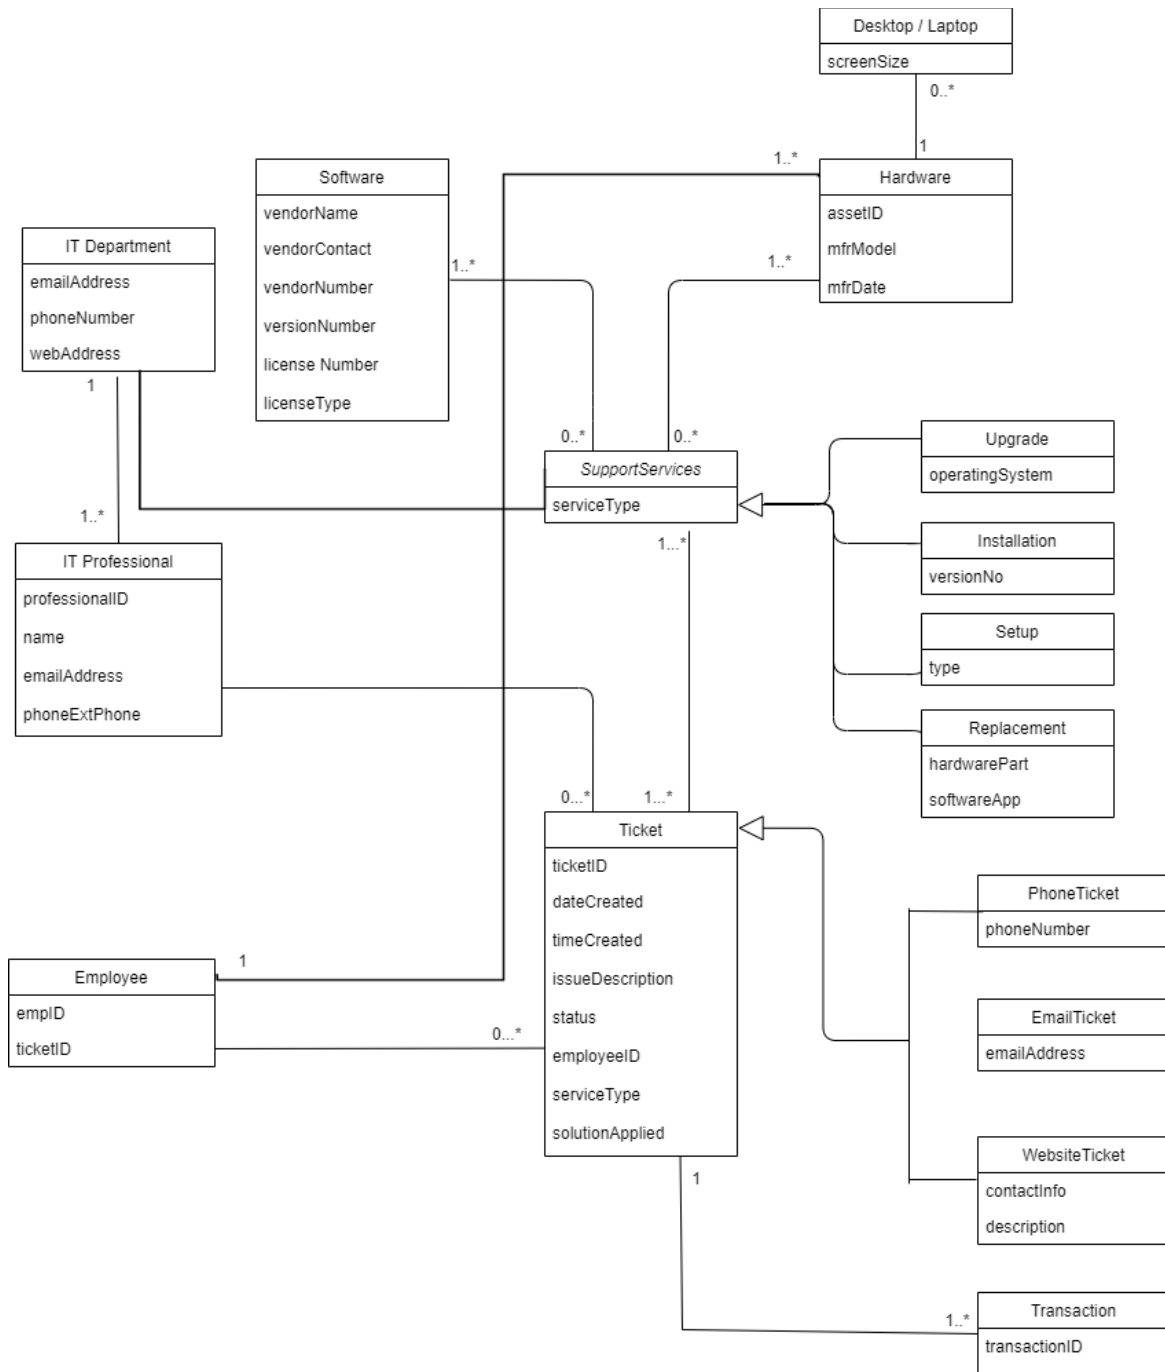 Desktop / Laptop
screenSize
0..*
1
1..*
Hardware
assetID
mfrModel
mfrDate
1..*
Software
vendorName
vendorContact
vendorNumber
versionNumber
license Number
licenseType
1..*
IT Department
emailAddress
phoneNumber
webAddress
1
1..*
0..*
0..*
SupportServices
serviceType
1...*
Upgrade
operatingSystem
Installation
versionNo
Setup
type
Replacement
hardwarePart
softwareApp
IT Professional
professionalID
name
emailAddress
phoneExtPhone
0...*
1...*
Ticket
ticketID
dateCreated
timeCreated
issueDescription
status
employeeID
serviceType
solutionApplied
1
Employee
empID
ticketID
1
0...*
PhoneTicket
phoneNumber
EmailTicket
emailAddress
WebsiteTicket
contactInfo
description
1..*
Transaction
transactionID